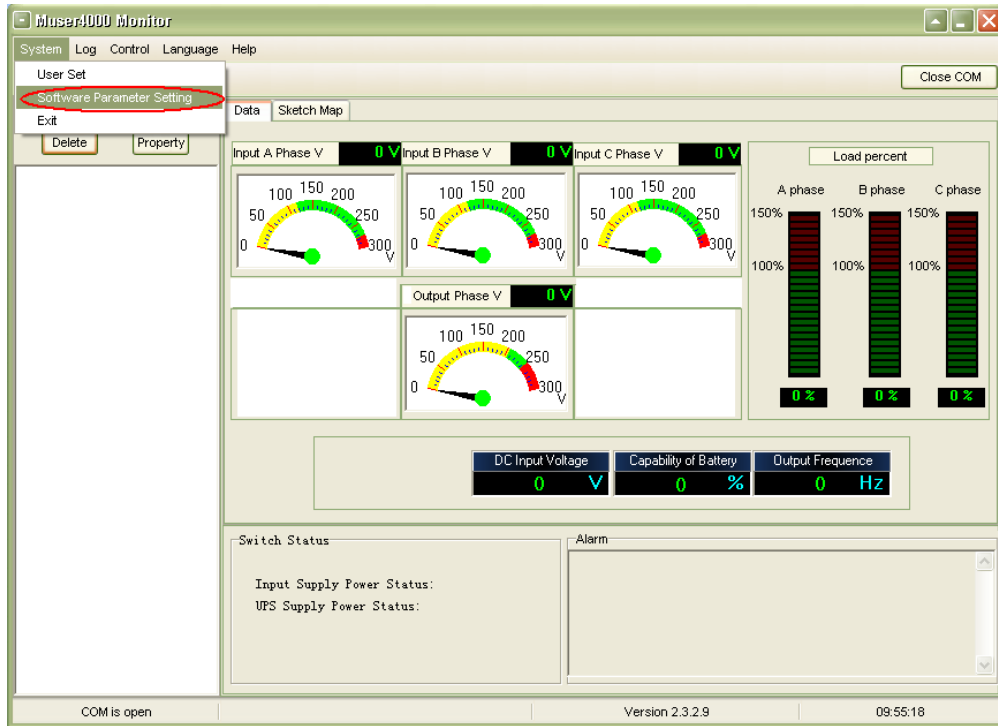 Muser4000 Monitor
System Log Control Language Help
User Set
Software Parameter Setting
Exit
Close COM
Delete Property
Data Sketch Map
Input A Phase V 0 V Input B Phase V 0 V Input C Phase V 0 V
0 50 100 150 200 250 300 V
0 50 100 150 200 250 300 V
0 50 100 150 200 250 300 V
Output Phase V 0 V
0 50 100 150 200 250 300 V
Load percent
A phase B phase C phase
150% 150% 150%
100% 100% 100%
0 % 0 % 0 %
DC Input Voltage Capability of Battery Output Frequence
0 V 0 % 0 Hz
Switch Status
Input Supply Power Status:
UPS Supply Power Status:
Alarm
COM is open Version 2.3.2.9 09:55:18